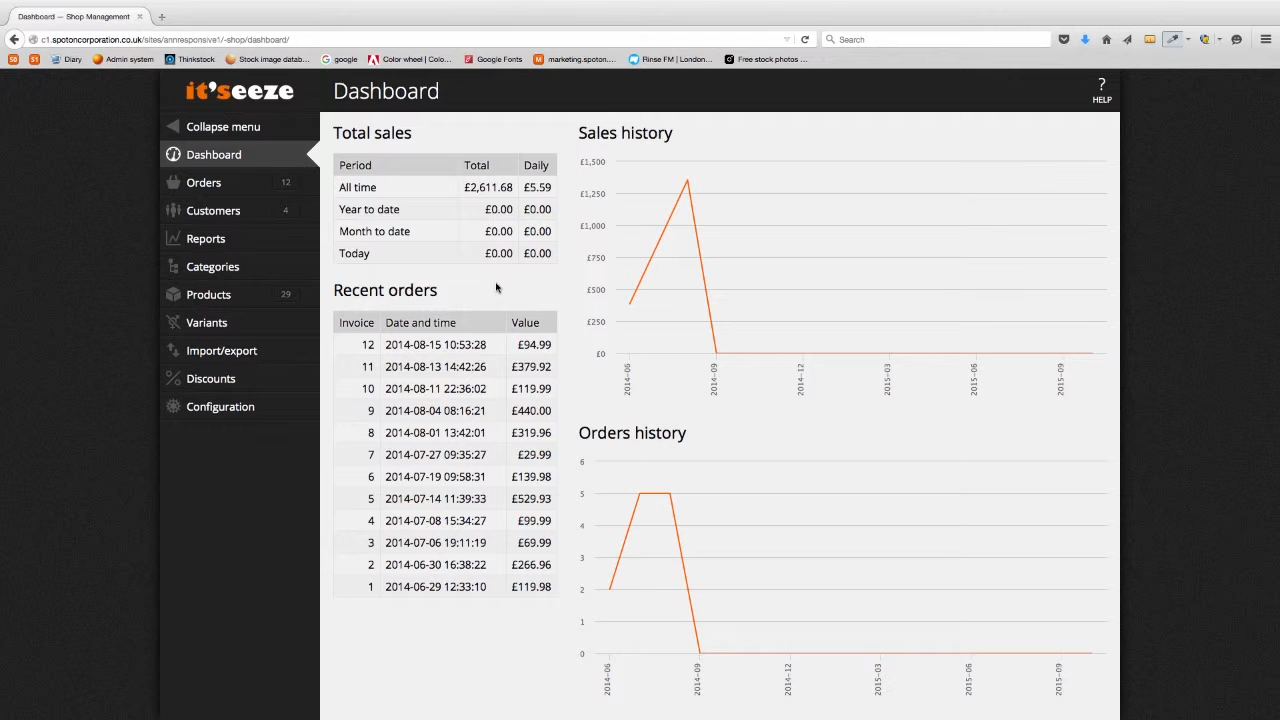 Dashboard — Shop Management
c1.spotoncorporation.co.uk/sites/annresponsive1/-shop/dashboard/
Search
SO S1 Diary Admin system Thinkstock Stock image datab... google Color wheel | Colo... Google Fonts marketing.spoton.... Rinse FM | London... Free stock photos ...
it'seeze
Dashboard
?
HELP
Collapse menu
Dashboard
Orders 12
Customers 4
Reports
Categories
Products 29
Variants
Import/export
Discounts
Configuration
Total sales
Period Total Daily
All time £2,611.68 £5.59
Year to date £0.00 £0.00
Month to date £0.00 £0.00
Today £0.00 £0.00
Recent orders
Invoice Date and time Value
12 2014-08-15 10:53:28 £94.99
11 2014-08-13 14:42:26 £379.92
10 2014-08-11 22:36:02 £119.99
9 2014-08-04 08:16:21 £440.00
8 2014-08-01 13:42:01 £319.96
7 2014-07-27 09:35:27 £29.99
6 2014-07-19 09:58:31 £139.98
5 2014-07-14 11:39:33 £529.93
4 2014-07-08 15:34:27 £99.99
3 2014-07-06 19:11:19 £69.99
2 2014-06-30 16:38:22 £266.96
1 2014-06-29 12:33:10 £119.98
Sales history
£1,500
£1,250
£1,000
£750
£500
£250
£0
2014-06 2014-09 2014-12 2015-03 2015-06 2015-09
Orders history
6
5
4
3
2
1
0
2014-06 2014-09 2014-12 2015-03 2015-06 2015-09